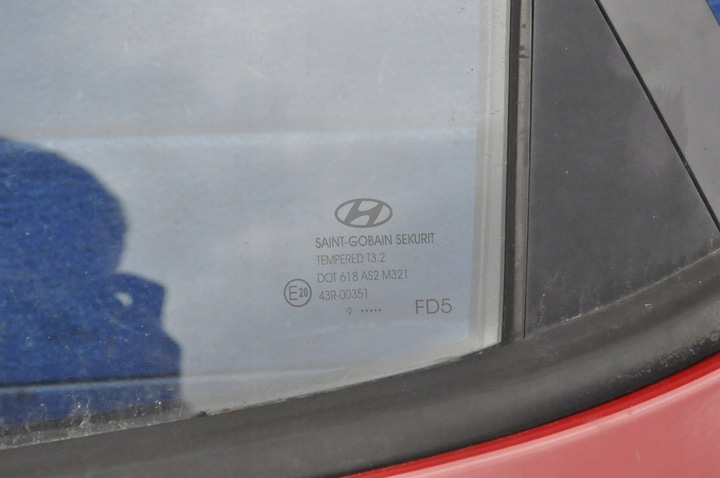 SAINT-GOBAIN SEKURIT
TEMPERED T3.2
DOT 618 AS2 M321
E20 43R-00351
9 ••••• FD5